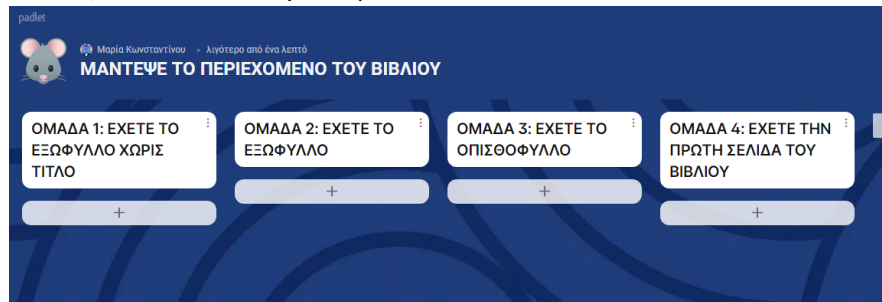 padlet
Μαρία Κωνσταντίνου • λιγότερο από ένα λεπτό
ΜΑΝΤΕΨΕ ΤΟ ΠΕΡΙΕΧΟΜΕΝΟ ΤΟΥ ΒΙΒΛΙΟΥ
ΟΜΑΔΑ 1: ΕΧΕΤΕ ΤΟ
ΕΞΩΦΥΛΛΟ ΧΩΡΙΣ
ΤΙΤΛΟ
+
ΟΜΑΔΑ 2: ΕΧΕΤΕ ΤΟ
ΕΞΩΦΥΛΛΟ
+
ΟΜΑΔΑ 3: ΕΧΕΤΕ ΤΟ
ΟΠΙΣΘΟΦΥΛΛΟ
+
ΟΜΑΔΑ 4: ΕΧΕΤΕ ΤΗΝ
ΠΡΩΤΗ ΣΕΛΙΔΑ ΤΟΥ
ΒΙΒΛΙΟΥ
+